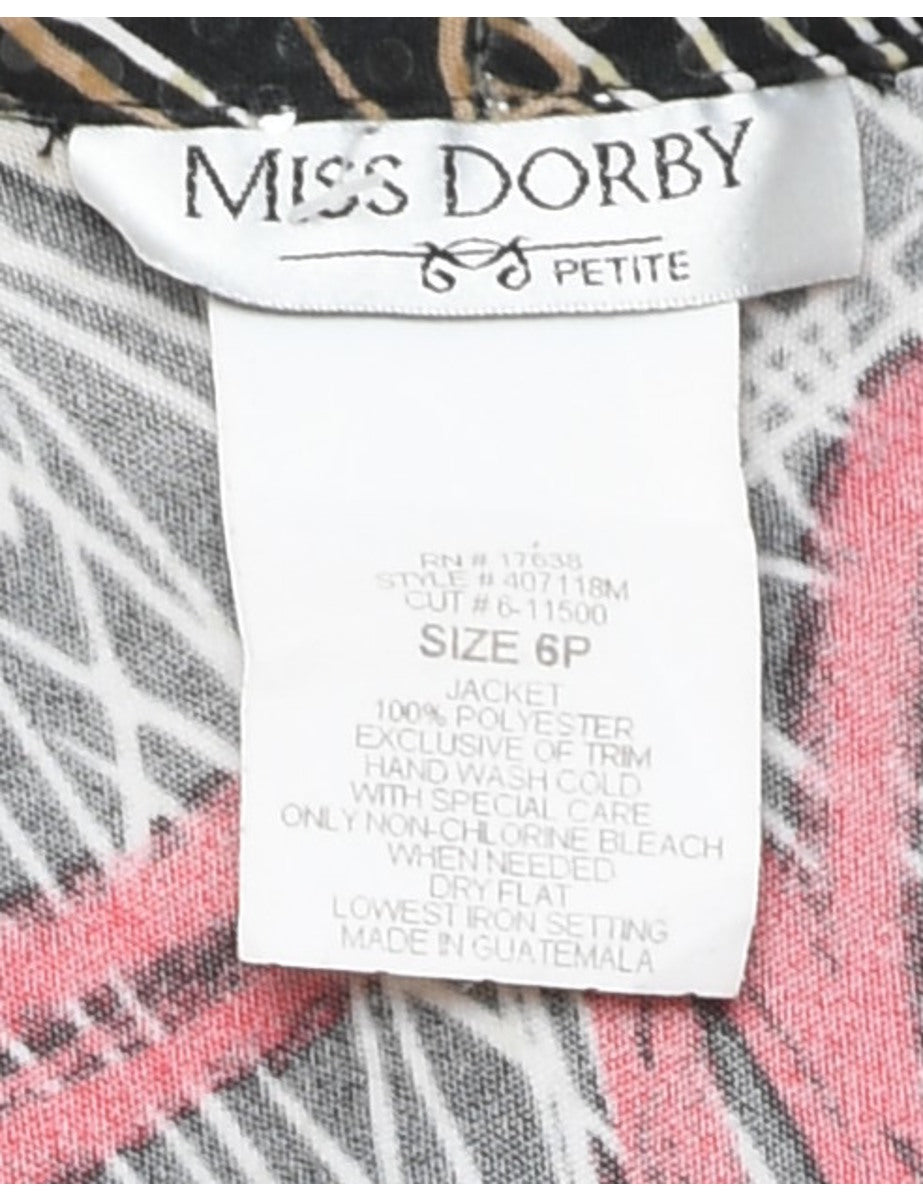 MISS DORBY
PETITE
RN # 17638
STYLE # 407118M
CUT # 6-11500
SIZE 6P
JACKET
100% POLYESTER
EXCLUSIVE OF TRIM
HAND WASH COLD
WITH SPECIAL CARE
ONLY NON-CHLORINE BLEACH
WHEN NEEDED
DRY FLAT
LOWEST IRON SETTING
MADE IN GUATEMALA